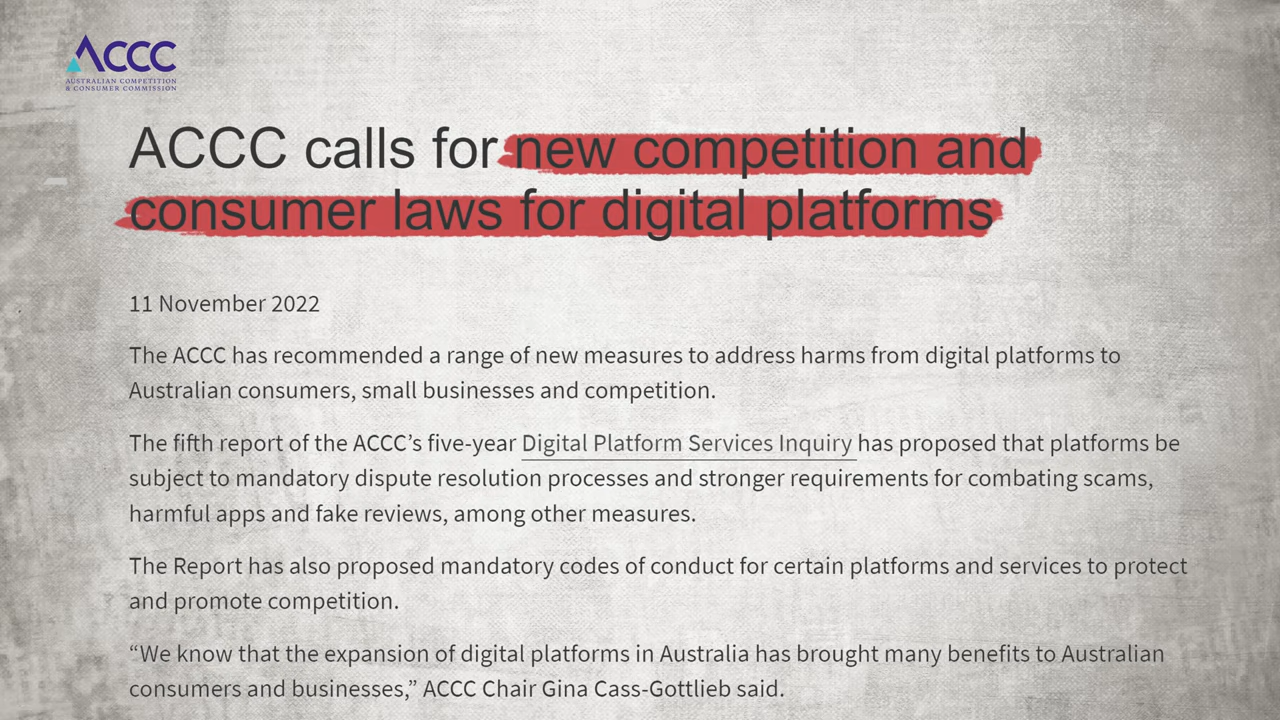 ACCC
AUSTRALIAN COMPETITION
& CONSUMER COMMISSION
ACCC calls for new competition and
consumer laws for digital platforms
11 November 2022
The ACCC has recommended a range of new measures to address harms from digital platforms to
Australian consumers, small businesses and competition.
The fifth report of the ACCC’s five-year Digital Platform Services Inquiry has proposed that platforms be
subject to mandatory dispute resolution processes and stronger requirements for combating scams,
harmful apps and fake reviews, among other measures.
The Report has also proposed mandatory codes of conduct for certain platforms and services to protect
and promote competition.
“We know that the expansion of digital platforms in Australia has brought many benefits to Australian
consumers and businesses,” ACCC Chair Gina Cass-Gottlieb said.